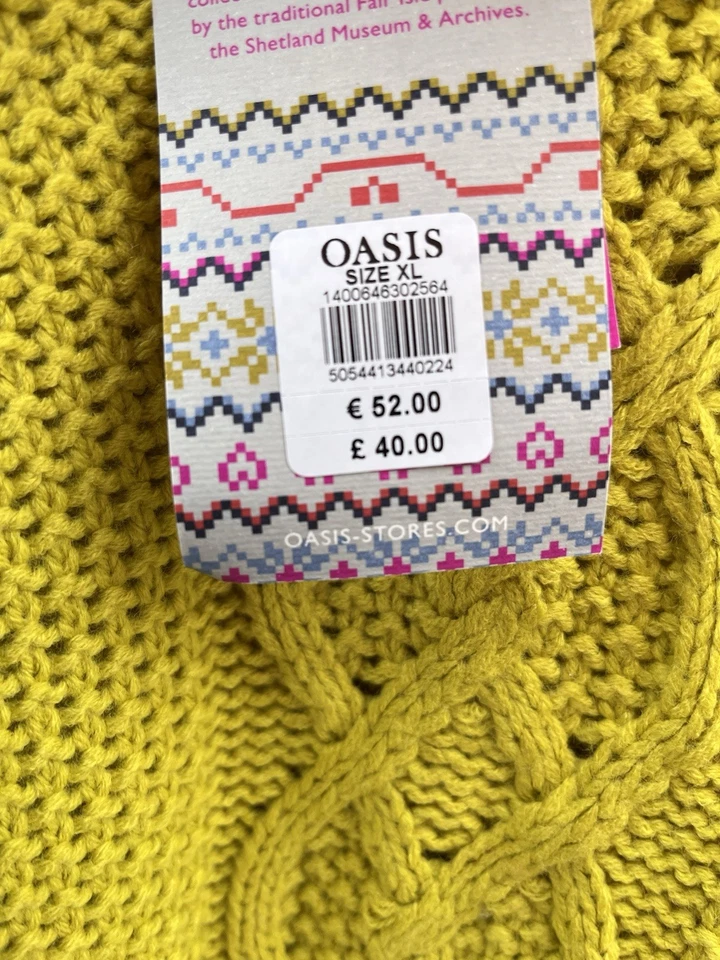 by the traditional Fair Isle
the Shetland Museum & Archives.
OASIS
SIZE XL
1400646302564
5054413440224
€ 52.00
£ 40.00
OASIS-STORES.COM